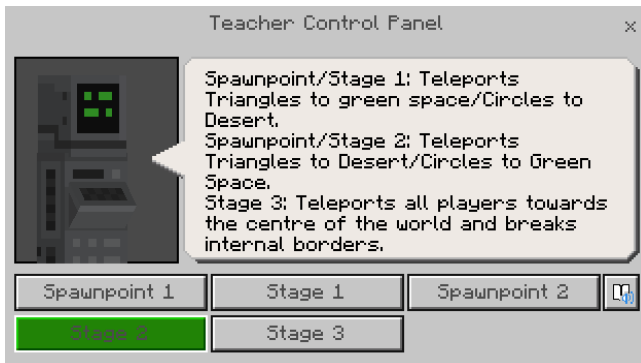 Teacher Control Panel
x
Spawnpoint/Stage 1: Teleports
Triangles to green space/Circles to
Desert.
Spawnpoint/Stage 2: Teleports
Triangles to Desert/Circles to Green
Space.
Stage 3: Teleports all players towards
the centre of the world and breaks
internal borders.
Spawnpoint 1
Stage 1
Spawnpoint 2
Stage 2
Stage 3